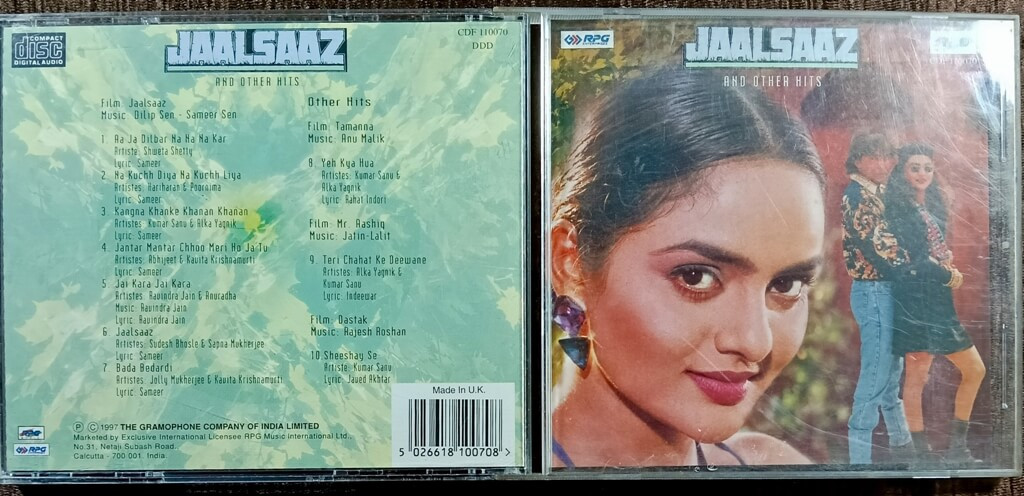 COMPACT
disc
DIGITAL AUDIO
JAALSAAZ
CDF 110070
DDD
AND OTHER HITS
Film: Jaalsaaz
Music: Dilip Sen - Sameer Sen
1. Aa Ja Dilbar Na Na Na Kar
Artiste: Shweta Shetty
Lyric: Sameer
2. Na Kuchh Diya Na Kuchh Liya
Artistes: Hariharan & Poornima
Lyric: Sameer
3. Kangna Khanke Khanan Khanan
Artistes: Kumar Sanu & Alka Yagnik
Lyric: Sameer
4. Jantar Mantar Chhoo Meri Ho Ja Tu
Artistes: Abhijeet & Kavita Krishnamurti
Lyric: Sameer
5. Jai Kara Jai Kara
Artistes: Ravindra Jain & Anuradha
Music: Ravindra Jain
Lyric: Ravindra Jain
6. Jaalsaaz
Artistes: Sudesh Bhosle & Sapna Mukherjee
Lyric: Sameer
7. Bada Bedardi
Artistes: Jolly Mukherjee & Kavita Krishnamurti
Lyric: Sameer
Other Hits
Film: Tamanna
Music: Anu Malik
8. Yeh Kya Hua
Artistes: Kumar Sanu &
Alka Yagnik
Lyric: Rahat Indori
Film: Mr. Aashiq
Music: Jatin-Lalit
9. Teri Chahat Ke Deewane
Artistes: Alka Yagnik &
Kumar Sanu
Lyric: Indeewar
Film: Dastak
Music: Rajesh Roshan
10. Sheeshay Se
Artiste: Kumar Sanu
Lyric: Javed Akhtar
Ⓟ Ⓒ 1997 THE GRAMOPHONE COMPANY OF INDIA LIMITED
Marketed by Exclusive International Licensee RPG Music International Ltd.,
No.31, Netaji Subash Road,
Calcutta - 700 001. India.
RPG
Made In U.K.
5 026618 100708 >
RPG
ENTERPRISES
JAALSAAZ
AND OTHER HITS